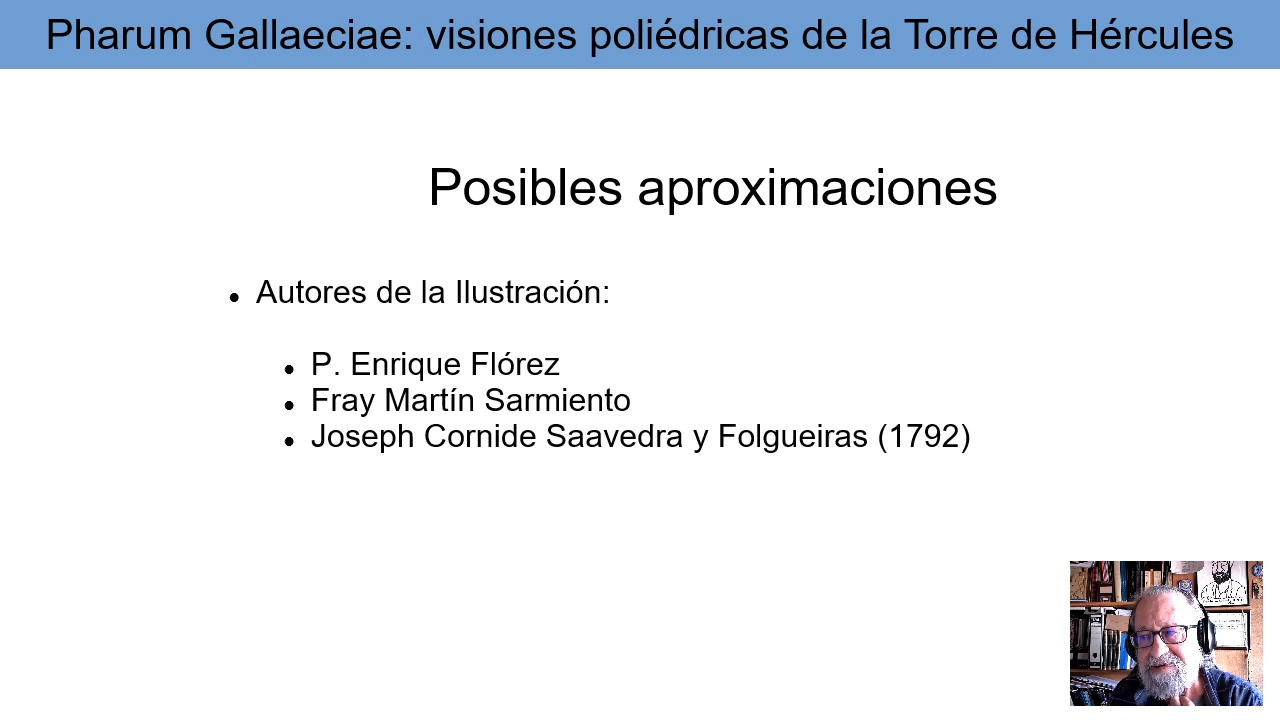 Pharum Gallaeciae: visiones poliédricas de la Torre de Hércules
Posibles aproximaciones
Autores de la Ilustración:
P. Enrique Flórez
Fray Martín Sarmiento
Joseph Cornide Saavedra y Folgueiras (1792)